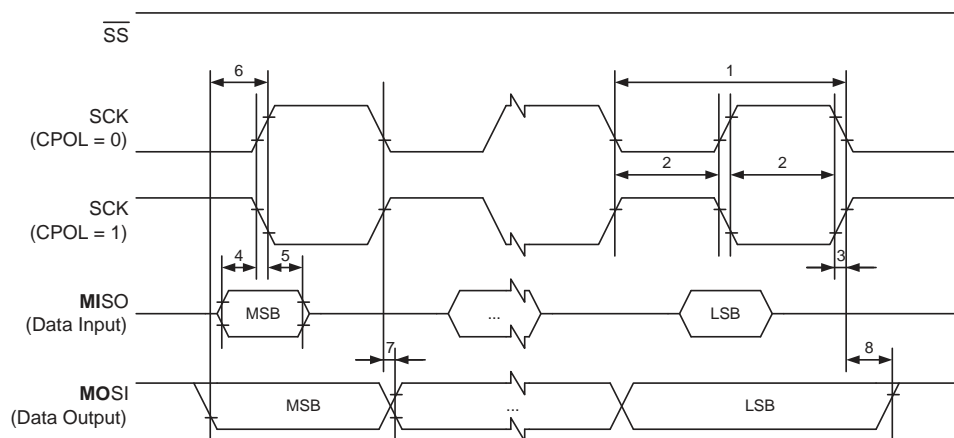 SS
6
1
SCK
(CPOL = 0)
2
2
SCK
(CPOL = 1)
4
5
3
MISO
(Data Input)
MSB
...
LSB
7
8
MOSI
(Data Output)
MSB
...
LSB